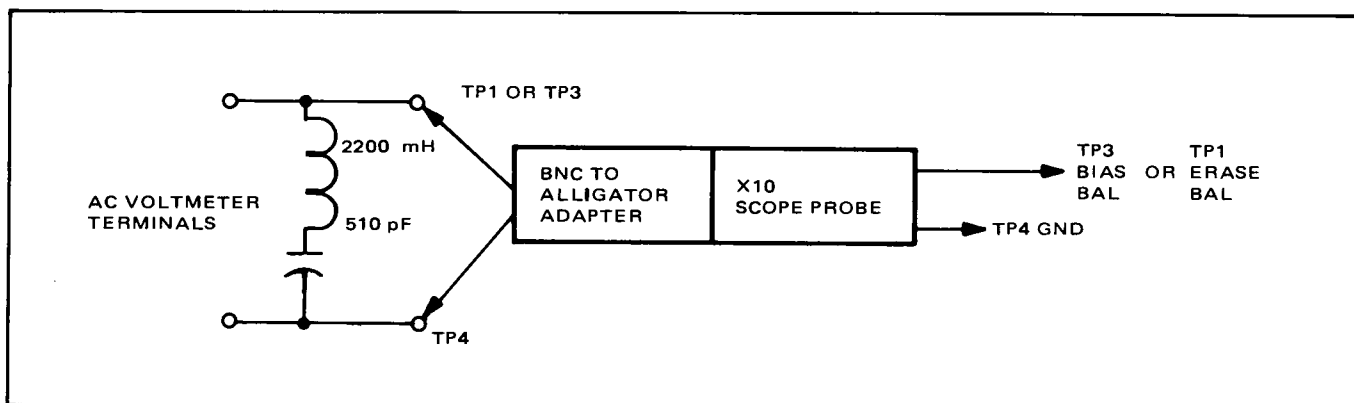 TP1 OR TP3
2200 mH
AC VOLTMETER
TERMINALS
510 pF
TP4
BNC TO
ALLIGATOR
ADAPTER
X10
SCOPE PROBE
TP3 TP1
BIAS OR ERASE
BAL BAL
TP4 GND